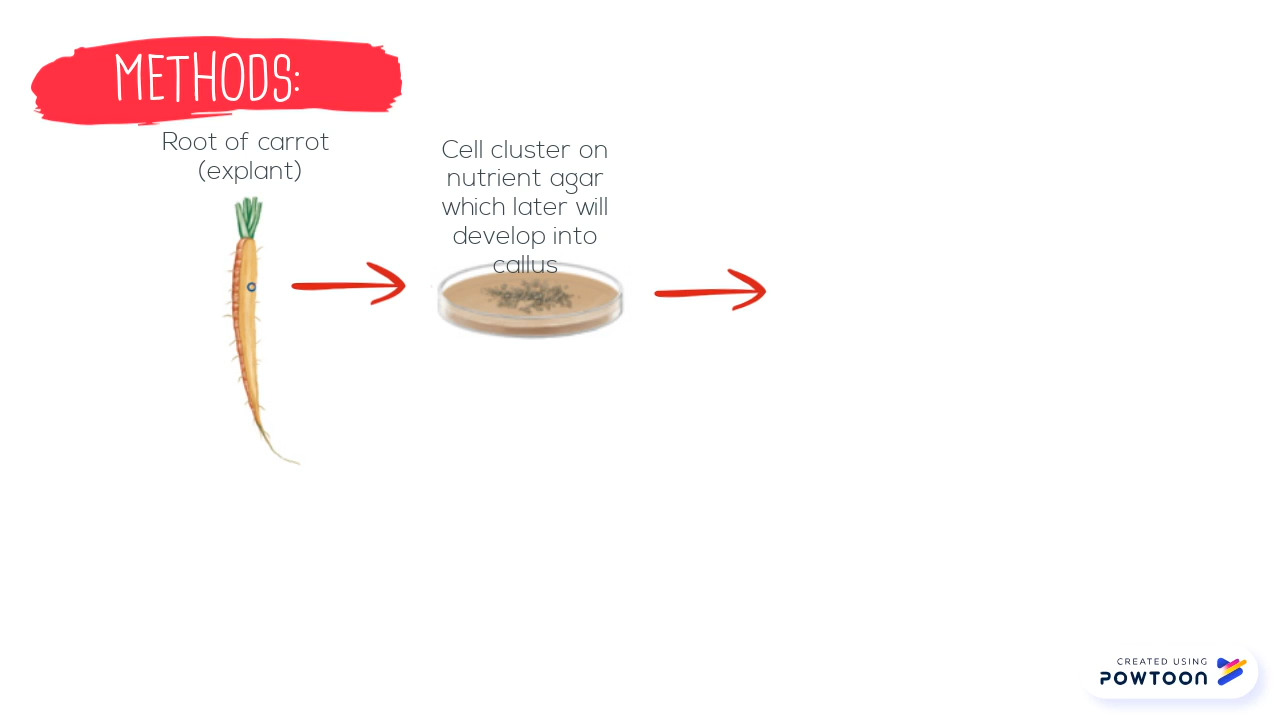 METHODS:
Root of carrot
(explant)
Cell cluster on
nutrient agar
which later will
develop into
callus
CREATED USING
POWTOON